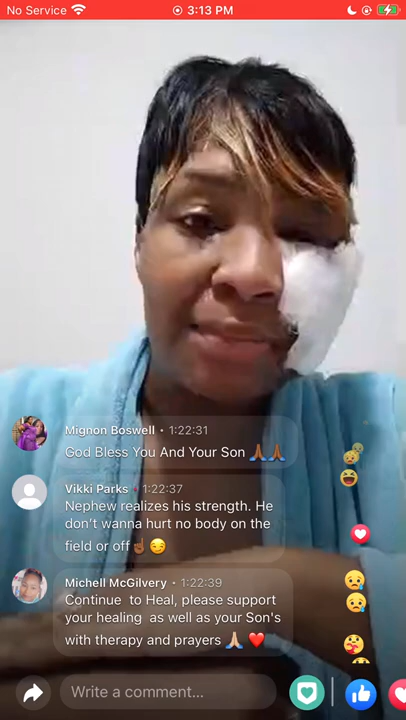 No Service
3:13 PM
Mignon Boswell • 1:22:31
God Bless You And Your Son 🙏🏾🙏🏾
Vikki Parks • 1:22:37
Nephew realizes his strength. He
don't wanna hurt no body on the
field or off☝🏾😏
Michell McGilvery • 1:22:39
Continue to Heal, please support
your healing as well as your Son's
with therapy and prayers 🙏🏼❤️
Write a comment...